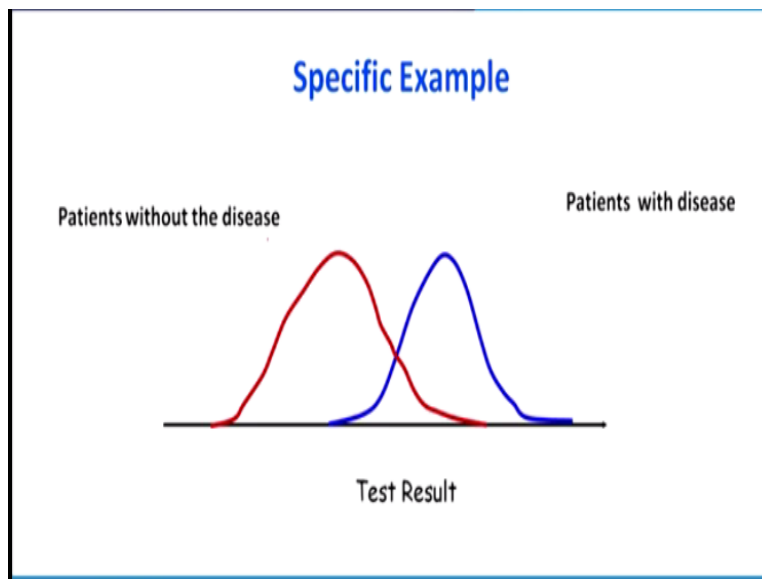 Specific Example
Patients without the disease
Patients with disease
Test Result